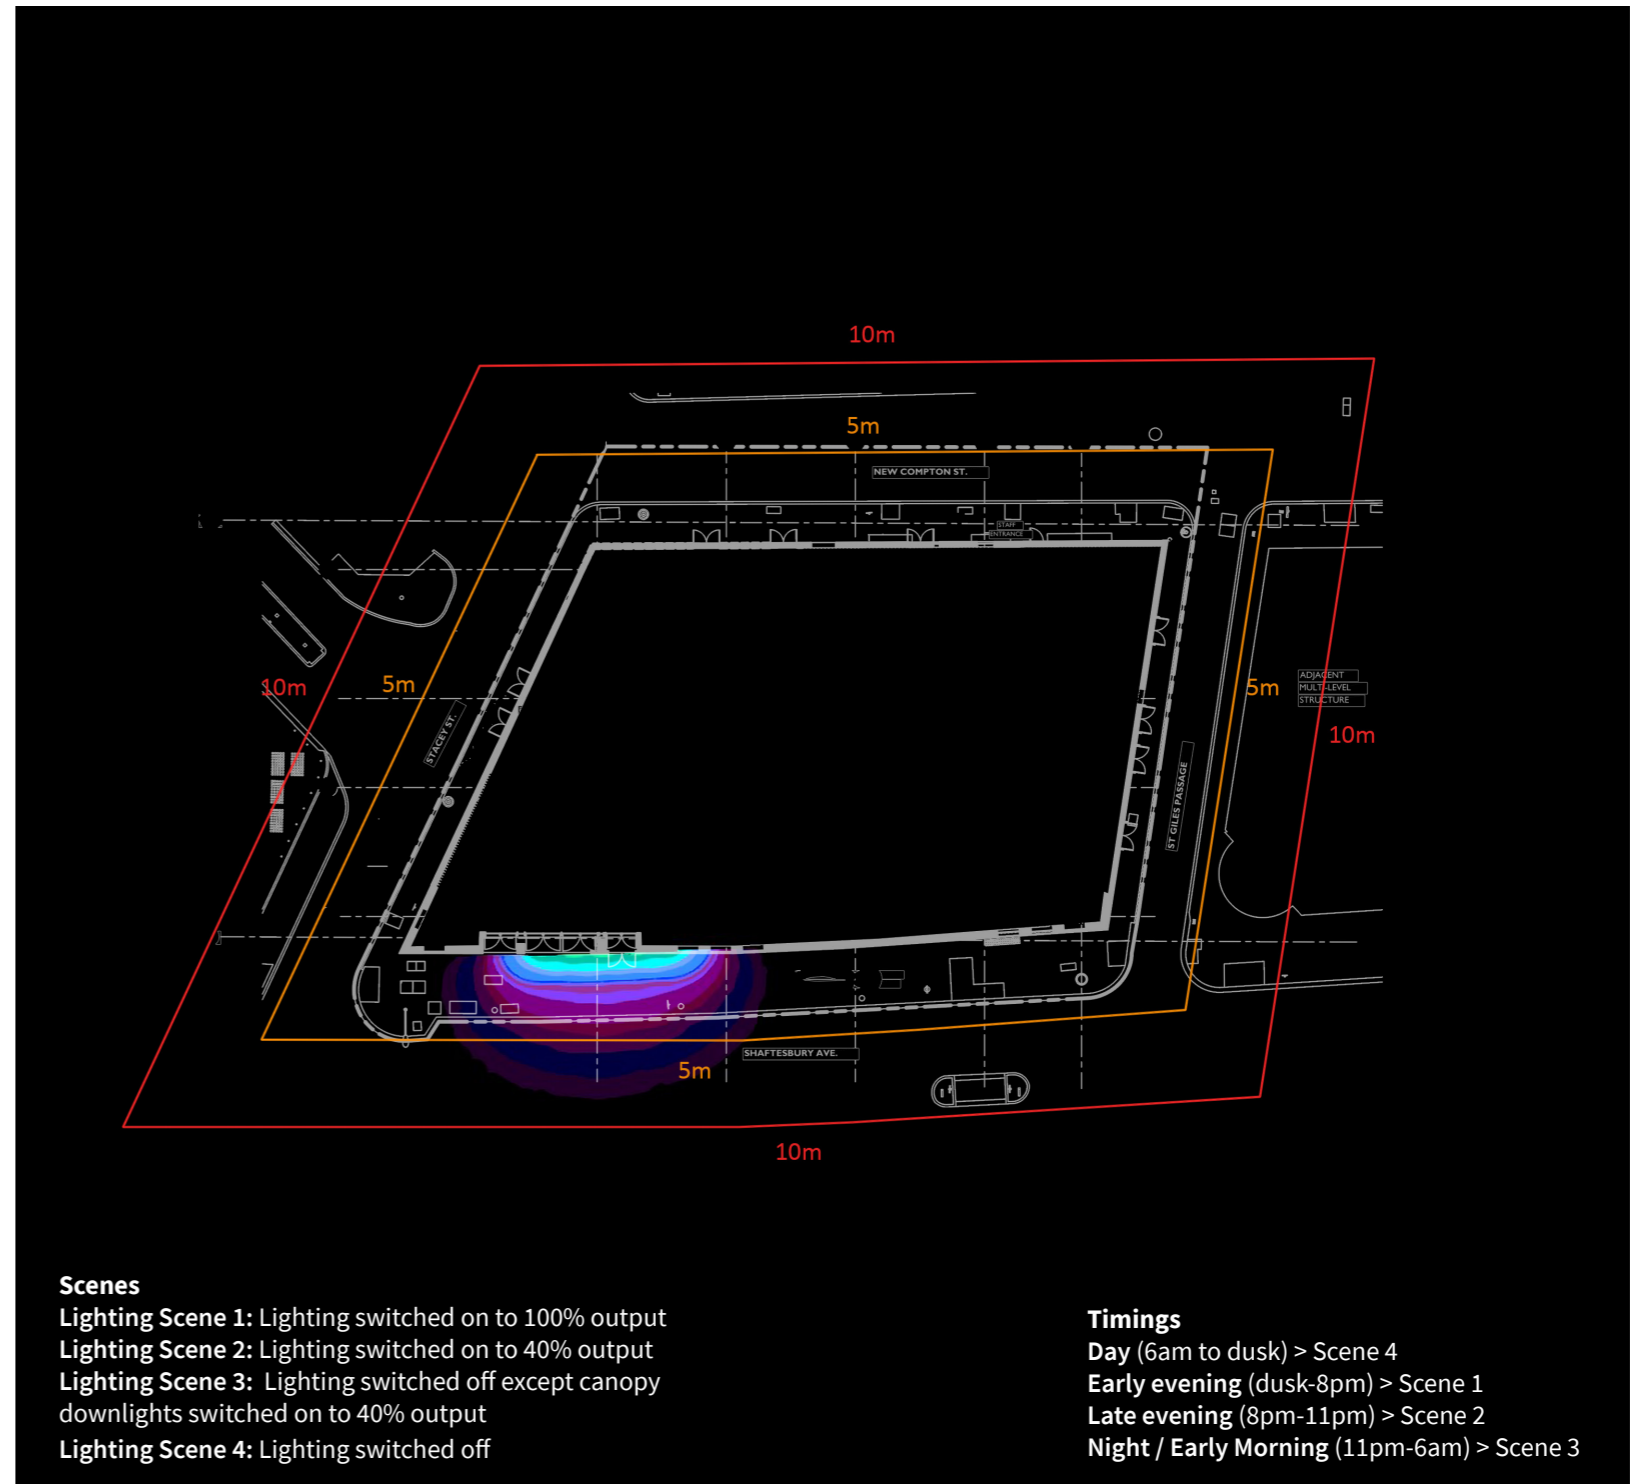 10m
5m
NEW COMPTON ST.
STAFF
ENTRANCE
10m
5m
5m
ADJACENT
MULTI-LEVEL
STRUCTURE
STACEY ST.
10m
ST GILES PASSAGE
SHAFTESBURY AVE.
5m
10m
Scenes
Lighting Scene 1: Lighting switched on to 100% output
Lighting Scene 2: Lighting switched on to 40% output
Lighting Scene 3: Lighting switched off except canopy
downlights switched on to 40% output
Lighting Scene 4: Lighting switched off
Timings
Day (6am to dusk) > Scene 4
Early evening (dusk-8pm) > Scene 1
Late evening (8pm-11pm) > Scene 2
Night / Early Morning (11pm-6am) > Scene 3